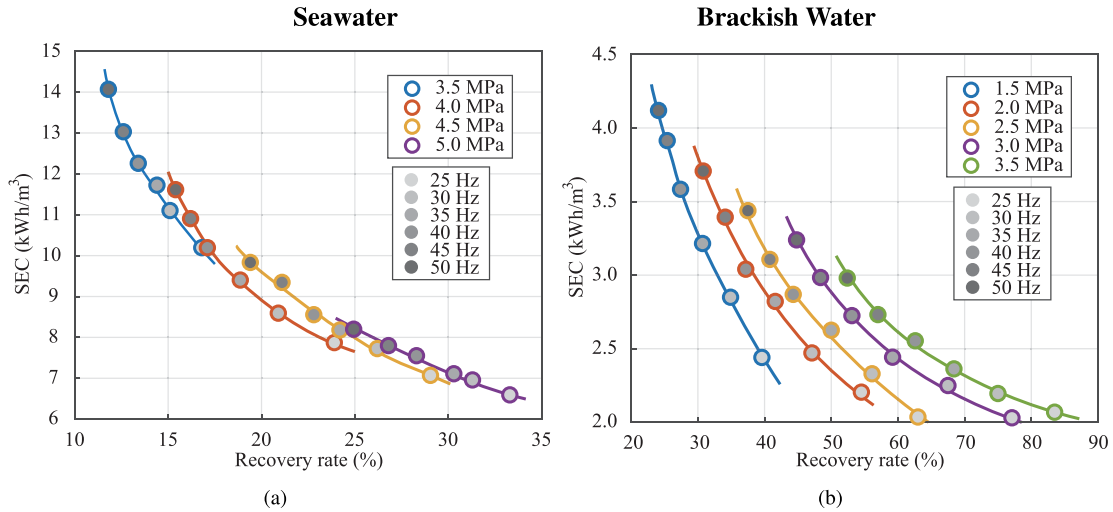 Seawater
15
14
13
12
11
10
9
8
7
6
SEC (kWh/m³)
3.5 MPa
4.0 MPa
4.5 MPa
5.0 MPa
25 Hz
30 Hz
35 Hz
40 Hz
45 Hz
50 Hz
10 15 20 25 30 35
Recovery rate (%)
(a)
Brackish Water
4.5
4.0
3.5
3.0
2.5
2.0
SEC (kWh/m³)
1.5 MPa
2.0 MPa
2.5 MPa
3.0 MPa
3.5 MPa
25 Hz
30 Hz
35 Hz
40 Hz
45 Hz
50 Hz
20 30 40 50 60 70 80 90
Recovery rate (%)
(b)